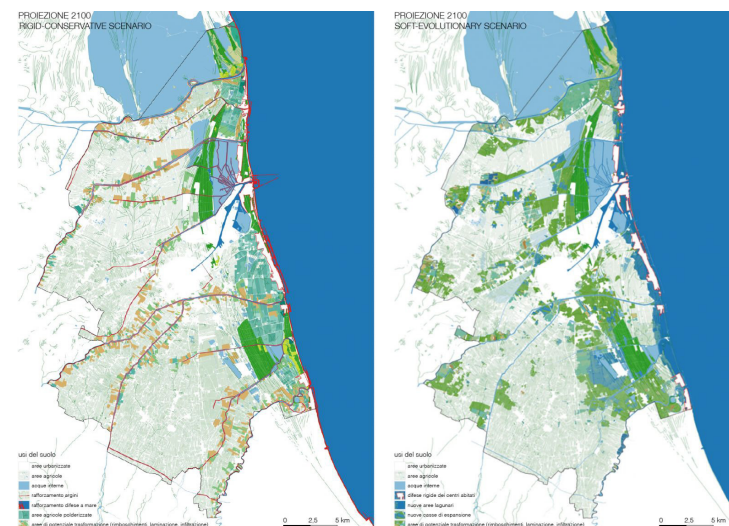 PROIEZIONE 2100
RIGID-CONSERVATIVE SCENARIO
usi del suolo
aree urbanizzate
aree agricole
acque interne
rafforzamento argini
rafforzamento difese a mare
aree agricole polderizzate
aree di potenziale trasformazione (rimboschimenti, laminazione, infiltrazione)
0 2.5 5 km
PROIEZIONE 2100
SOFT-EVOLUTIONARY SCENARIO
usi del suolo
aree urbanizzate
aree agricole
acque interne
difese rigide dei centri abitati
nuove aree lagunari
nuove casse di espansione
aree di potenziale trasformazione (rimboschimenti, laminazione, infiltrazione)
0 2.5 5 km